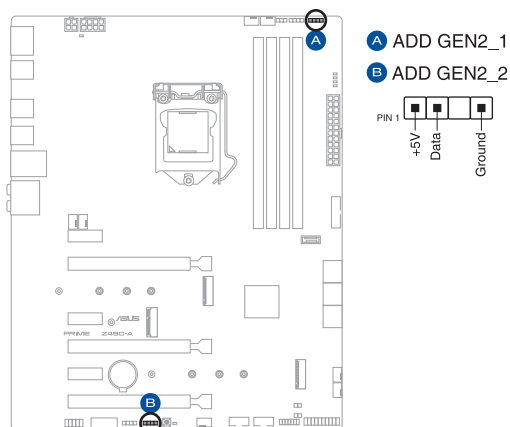 A
A ADD GEN2_1
B ADD GEN2_2
PIN 1
+5V
Data
Ground
/SUS
PRIME Z490-A
B